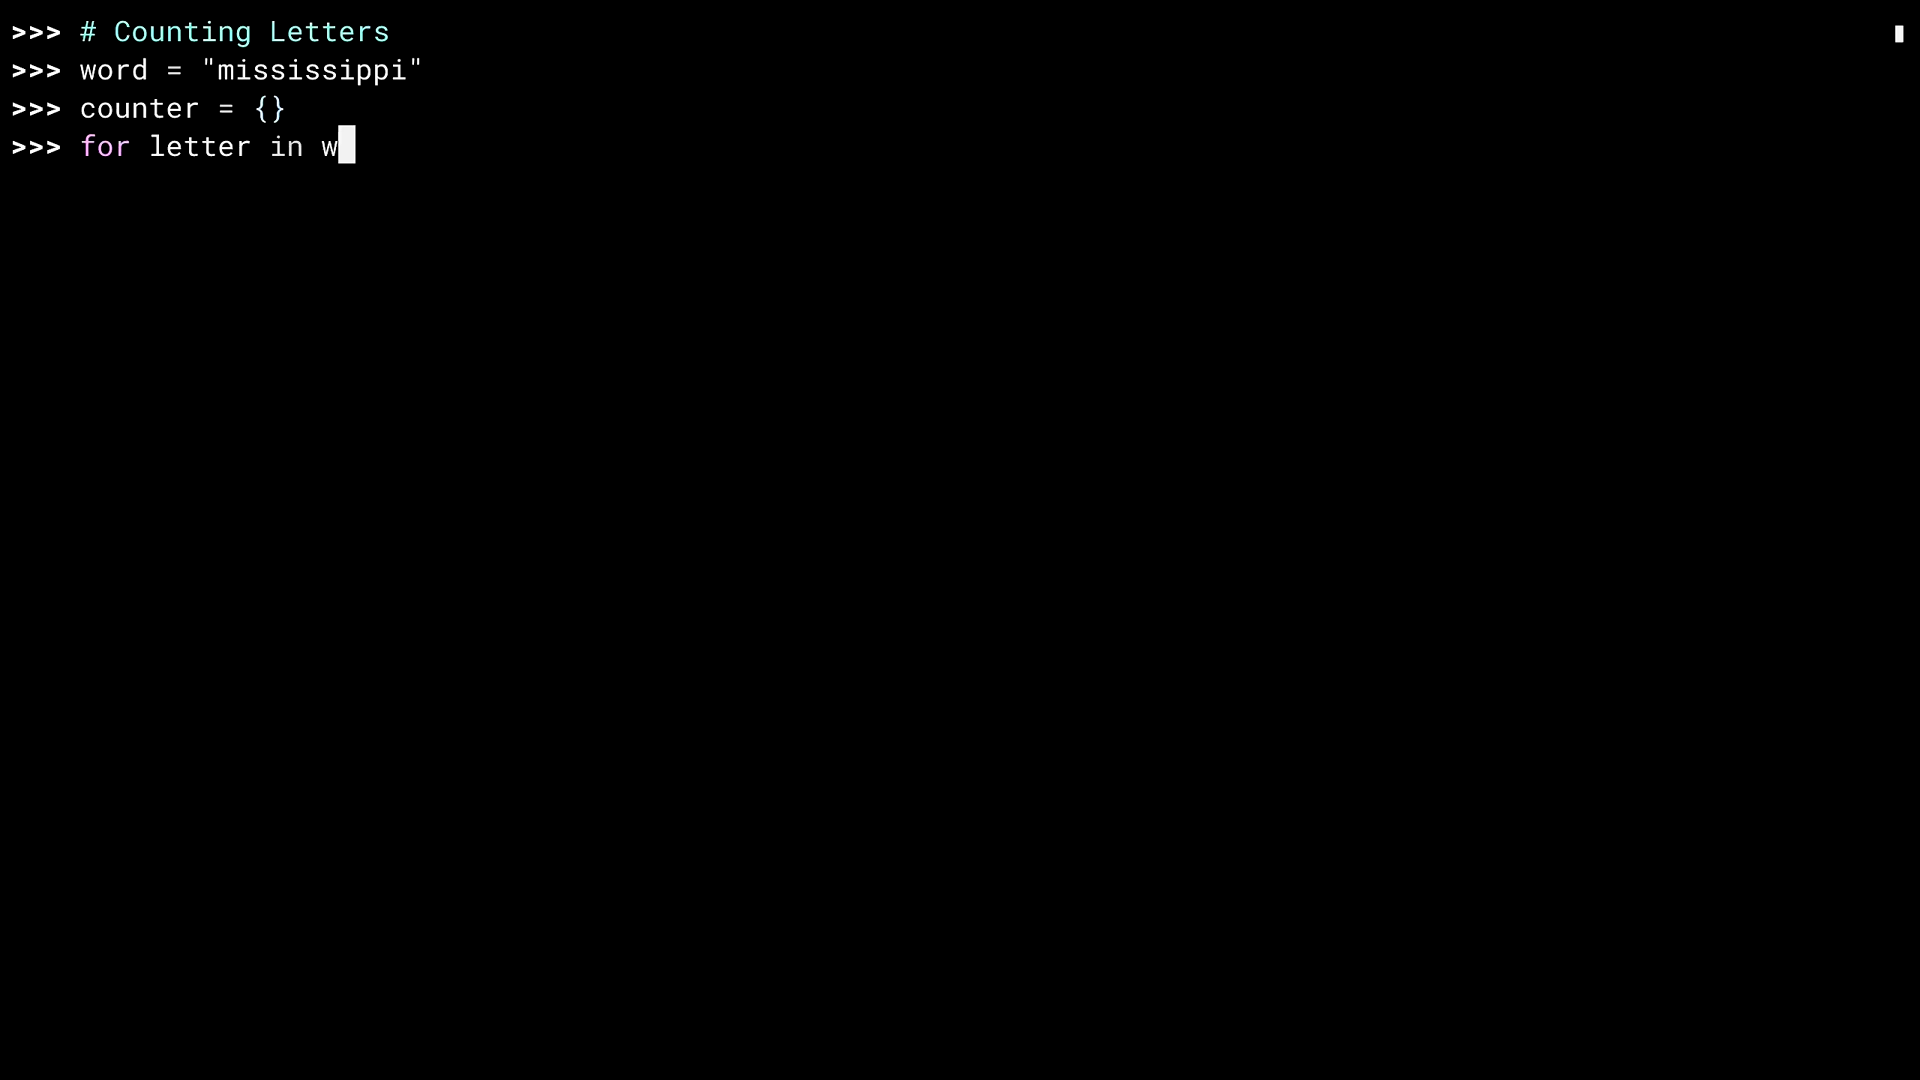 >>> # Counting Letters
>>> word = "mississippi"
>>> counter = {}
>>> for letter in w